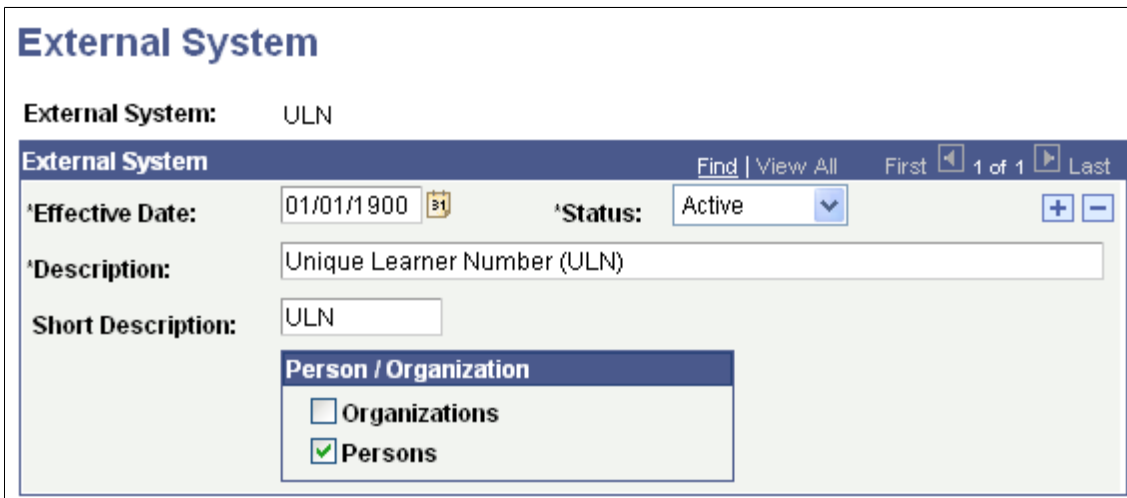 External System
External System: ULN
External System Find | View All First 1 of 1 Last
*Effective Date: 01/01/1900 31 *Status: Active
*Description: Unique Learner Number (ULN)
Short Description: ULN
Person / Organization
Organizations
Persons